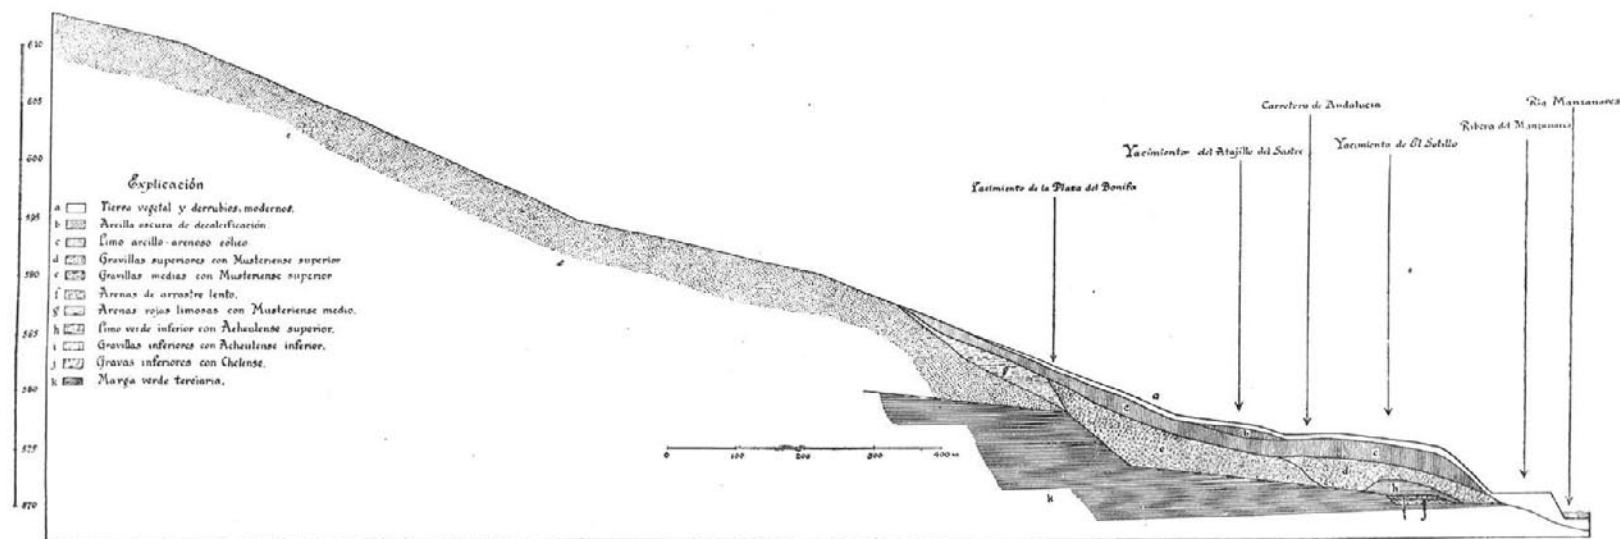 610
605
600
595
590
585
580
575
570
Explicación
a Tierra vegetal y derrubios, modernos.
b Arcilla oscura de decalcificación
c Limo arcillo-arenoso eólico
d Gravillas superiores con Musteriense superior
e Gravillas medias con Musteriense superior
f Arenas de arrastre lento.
g Arenas rojas limosas con Musteriense medio.
h Limo verde inferior con Acheulense superior.
i Gravillas inferiores con Acheulense inferior.
j Gravas inferiores con Chelense.
k Marga verde terciaria.
Yacimiento de la Plaza del Bonifa
Yacimientos del Atajillo del Sastre
Carretera de Andalucia
Yacimiento de El Sotillo
Ribera del Manzanares
Río Manzanares
a
c
b
c
e
d
h
i j
k
0 100 200 300 400 m